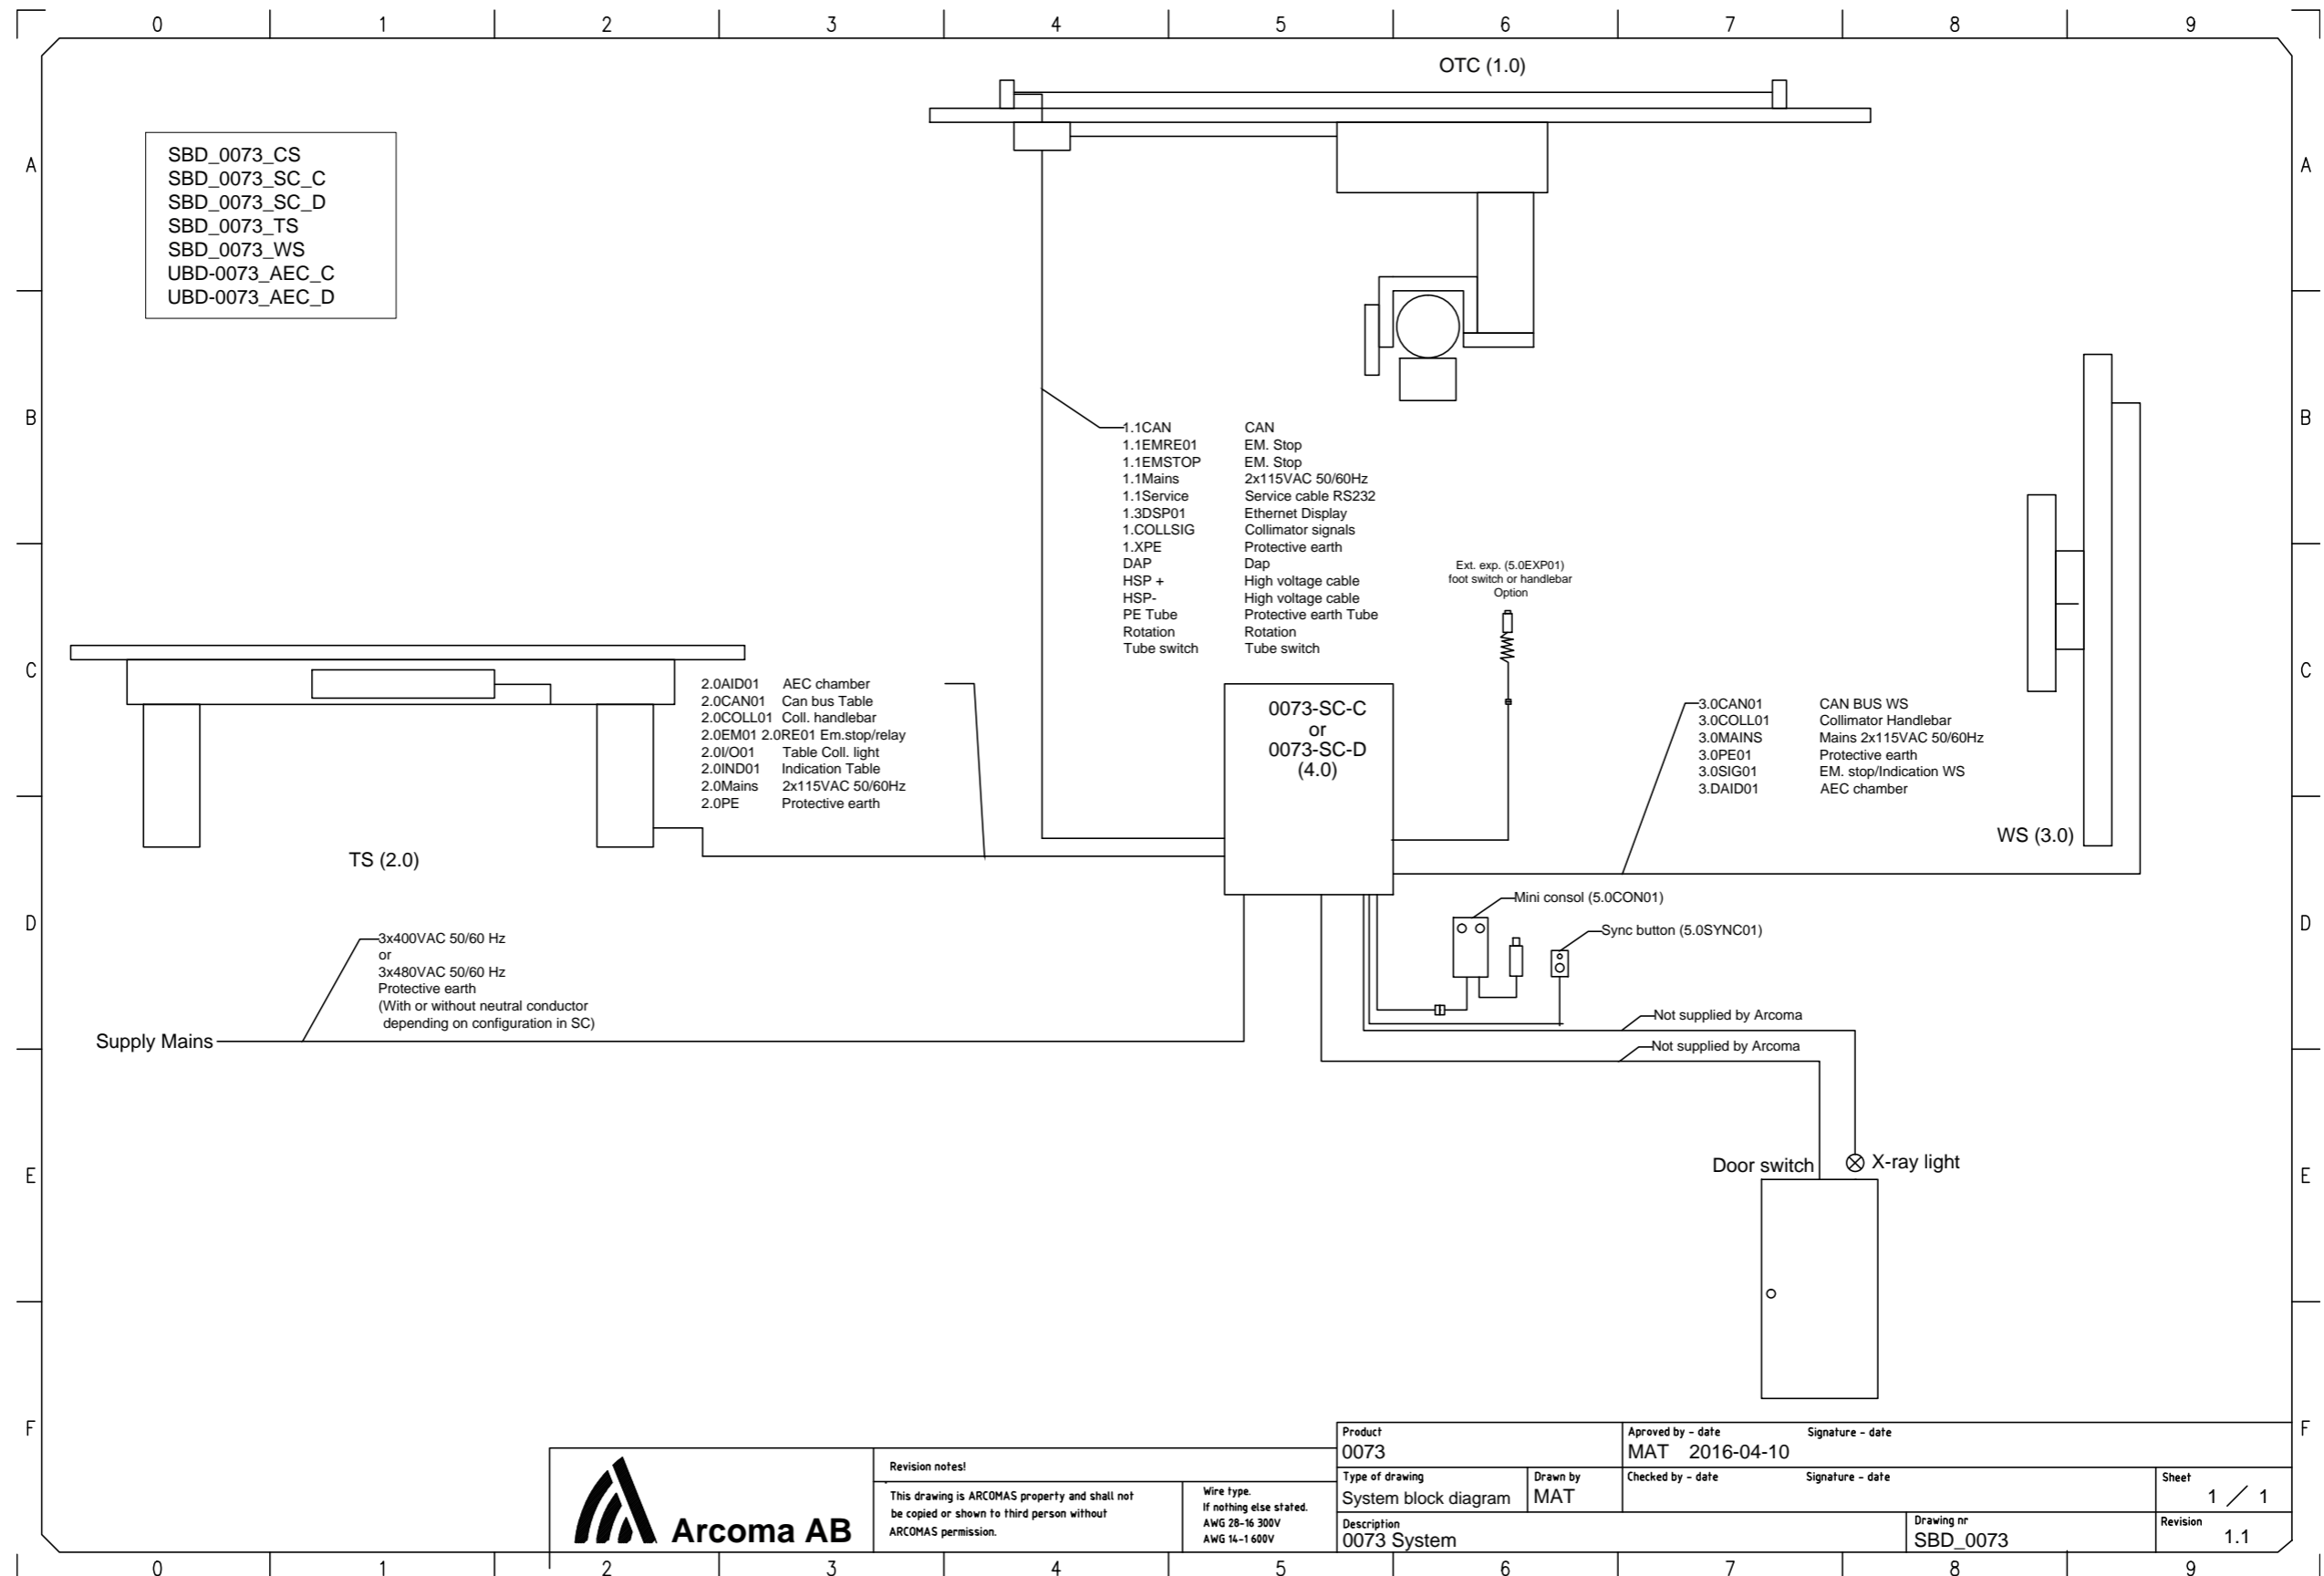 0 1 2 3 4 5 6 7 8 9
OTC (1.0)
A A
SBD_0073_CS
SBD_0073_SC_C
SBD_0073_SC_D
SBD_0073_TS
SBD_0073_WS
UBD-0073_AEC_C
UBD-0073_AEC_D
B B
1.1CAN CAN
1.1EMRE01 EM. Stop
1.1EMSTOP EM. Stop
1.1Mains 2x115VAC 50/60Hz
1.1Service Service cable RS232
1.3DSP01 Ethernet Display
1.COLLSIG Collimator signals
1.XPE Protective earth
DAP Dap
HSP + High voltage cable
HSP- High voltage cable
PE Tube Protective earth Tube
Rotation Rotation
Tube switch Tube switch
Ext. exp. (5.0EXP01)
foot switch or handlebar
Option
C C
2.0AID01 AEC chamber
2.0CAN01 Can bus Table
2.0COLL01 Coll. handlebar
2.0EM01 2.0RE01 Em.stop/relay
2.0I/O01 Table Coll. light
2.0IND01 Indication Table
2.0Mains 2x115VAC 50/60Hz
2.0PE Protective earth
0073-SC-C
or
0073-SC-D
(4.0)
3.0CAN01 CAN BUS WS
3.0COLL01 Collimator Handlebar
3.0MAINS Mains 2x115VAC 50/60Hz
3.0PE01 Protective earth
3.0SIG01 EM. stop/Indication WS
3.DAID01 AEC chamber
WS (3.0)
TS (2.0)
D D
Mini consol (5.0CON01)
Sync button (5.0SYNC01)
3x400VAC 50/60 Hz
or
3x480VAC 50/60 Hz
Protective earth
(With or without neutral conductor
depending on configuration in SC)
Supply Mains
Not supplied by Arcoma
Not supplied by Arcoma
E E
Door switch X-ray light
F F
Arcoma AB
Revision notes!
This drawing is ARCOMAS property and shall not
be copied or shown to third person without
ARCOMAS permission.
Wire type.
If nothing else stated.
AWG 28-16 300V
AWG 14-1 600V
Product
0073
Aproved by - date Signature - date
MAT 2016-04-10
Type of drawing
System block diagram
Drawn by
MAT
Checked by - date Signature - date
Sheet
1 / 1
Description
0073 System
Drawing nr
SBD_0073
Revision
1.1
0 1 2 3 4 5 6 7 8 9